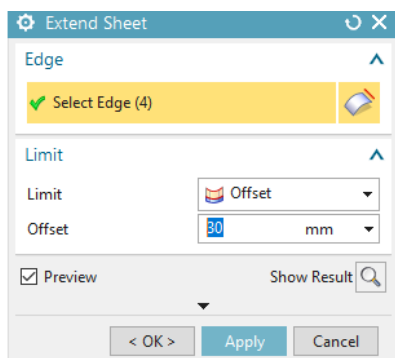 Extend Sheet
Edge
Select Edge (4)
Limit
Limit Offset
Offset 30 mm
Preview Show Result
< OK > Apply Cancel